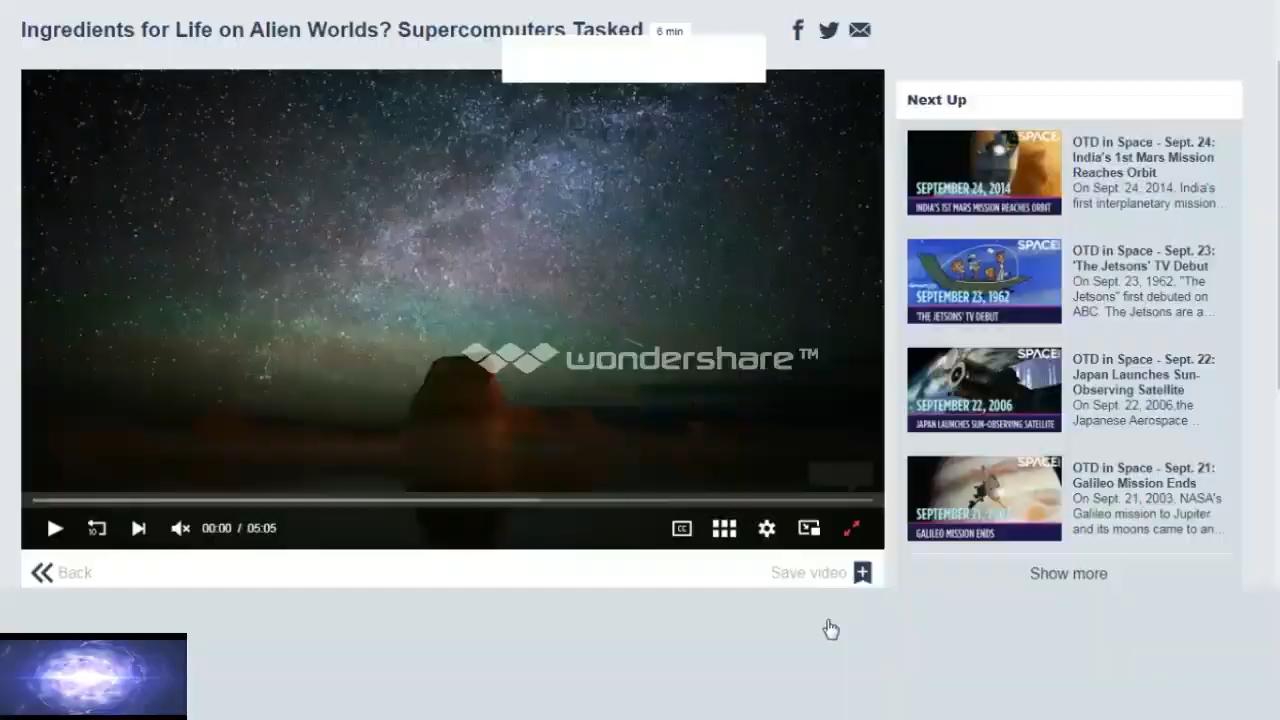 Ingredients for Life on Alien Worlds? Supercomputers Tasked
6 min
wondershare™
10
00:00 / 05:05
CC
Back
Save video
Next Up
SPACE
SEPTEMBER 24, 2014
INDIA'S 1ST MARS MISSION REACHES ORBIT
OTD in Space - Sept. 24:
India's 1st Mars Mission
Reaches Orbit
On Sept. 24, 2014, India's
first interplanetary mission...
SPACE
SEPTEMBER 23, 1962
'THE JETSONS' TV DEBUT
OTD in Space - Sept. 23:
'The Jetsons' TV Debut
On Sept. 23, 1962, "The
Jetsons" first debuted on
ABC. The Jetsons are a...
SPACE
SEPTEMBER 22, 2006
JAPAN LAUNCHES SUN-OBSERVING SATELLITE
OTD in Space - Sept. 22:
Japan Launches Sun-
Observing Satellite
On Sept. 22, 2006,the
Japanese Aerospace ...
SPACE
SEPTEMBER 21,
GALILEO MISSION ENDS
OTD in Space - Sept. 21:
Galileo Mission Ends
On Sept. 21, 2003, NASA's
Galileo mission to Jupiter
and its moons came to an...
Show more